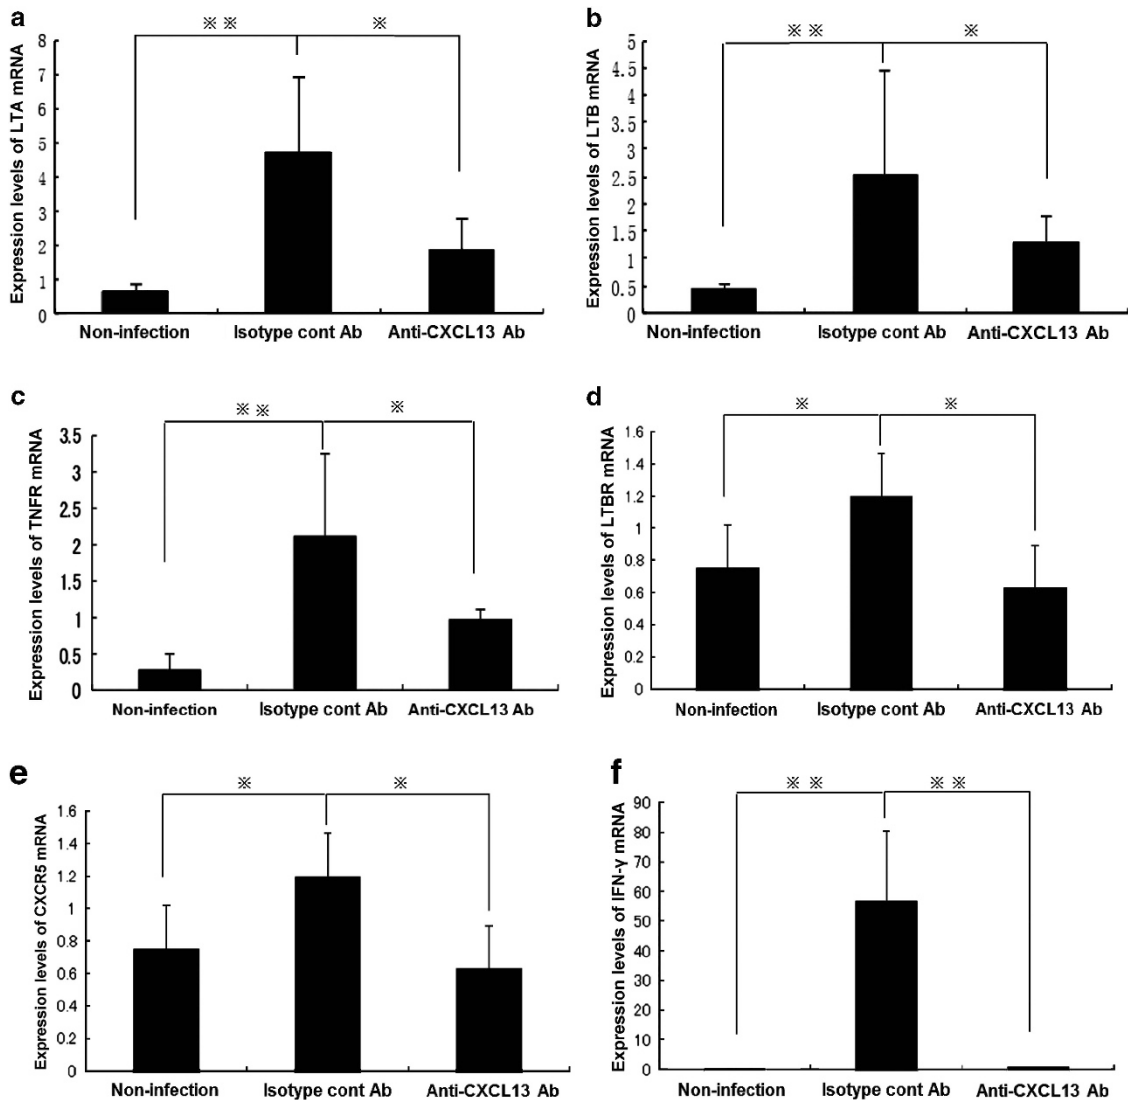 a
※ ※ ※
Expression levels of LTA mRNA
8
7
6
5
4
3
2
1
0
Non-infection Isotype cont Ab Anti-CXCL13 Ab
b
※ ※ ※
Expression levels of LTB mRNA
5
4.5
4
3.5
3
2.5
2
1.5
1
0.5
0
Non-infection Isotype cont Ab Anti-CXCL13 Ab
c
※ ※ ※
Expression levels of TNFR mRNA
3.5
3
2.5
2
1.5
1
0.5
0
Non-infection Isotype cont Ab Anti-CXCL13 Ab
d
※ ※
Expression levels of LTBR mRNA
1.6
1.4
1.2
1
0.8
0.6
0.4
0.2
0
Non-infection Isotype cont Ab Anti-CXCL13 Ab
e
※ ※
Expression levels of CXCR5 mRNA
1.6
1.4
1.2
1
0.8
0.6
0.4
0.2
0
Non-infection Isotype cont Ab Anti-CXCL13 Ab
f
※ ※ ※ ※
Expression levels of IFN-γ mRNA
90
80
70
60
50
40
30
20
10
0
Non-infection Isotype cont Ab Anti-CXCL13 Ab